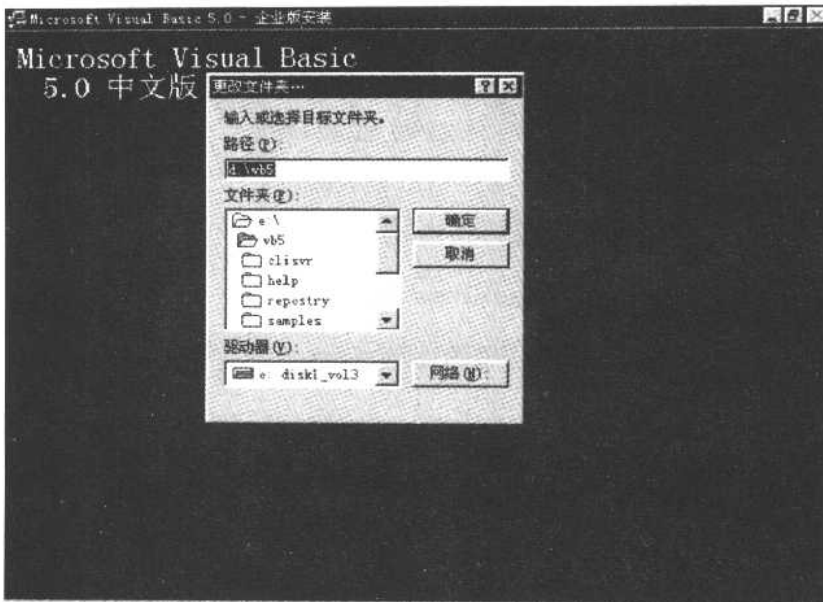 Microsoft Visual Basic 5.0 - 企业版安装
Microsoft Visual Basic
5.0 中文版
更改文件夹…
输入或选择目标文件夹。
路径(P):
d:\vb5
文件夹(F):
e:\
vb5
clisvr
help
repostry
samples
确定
取消
驱动器(V):
e: disk1_vol3
网络(N):